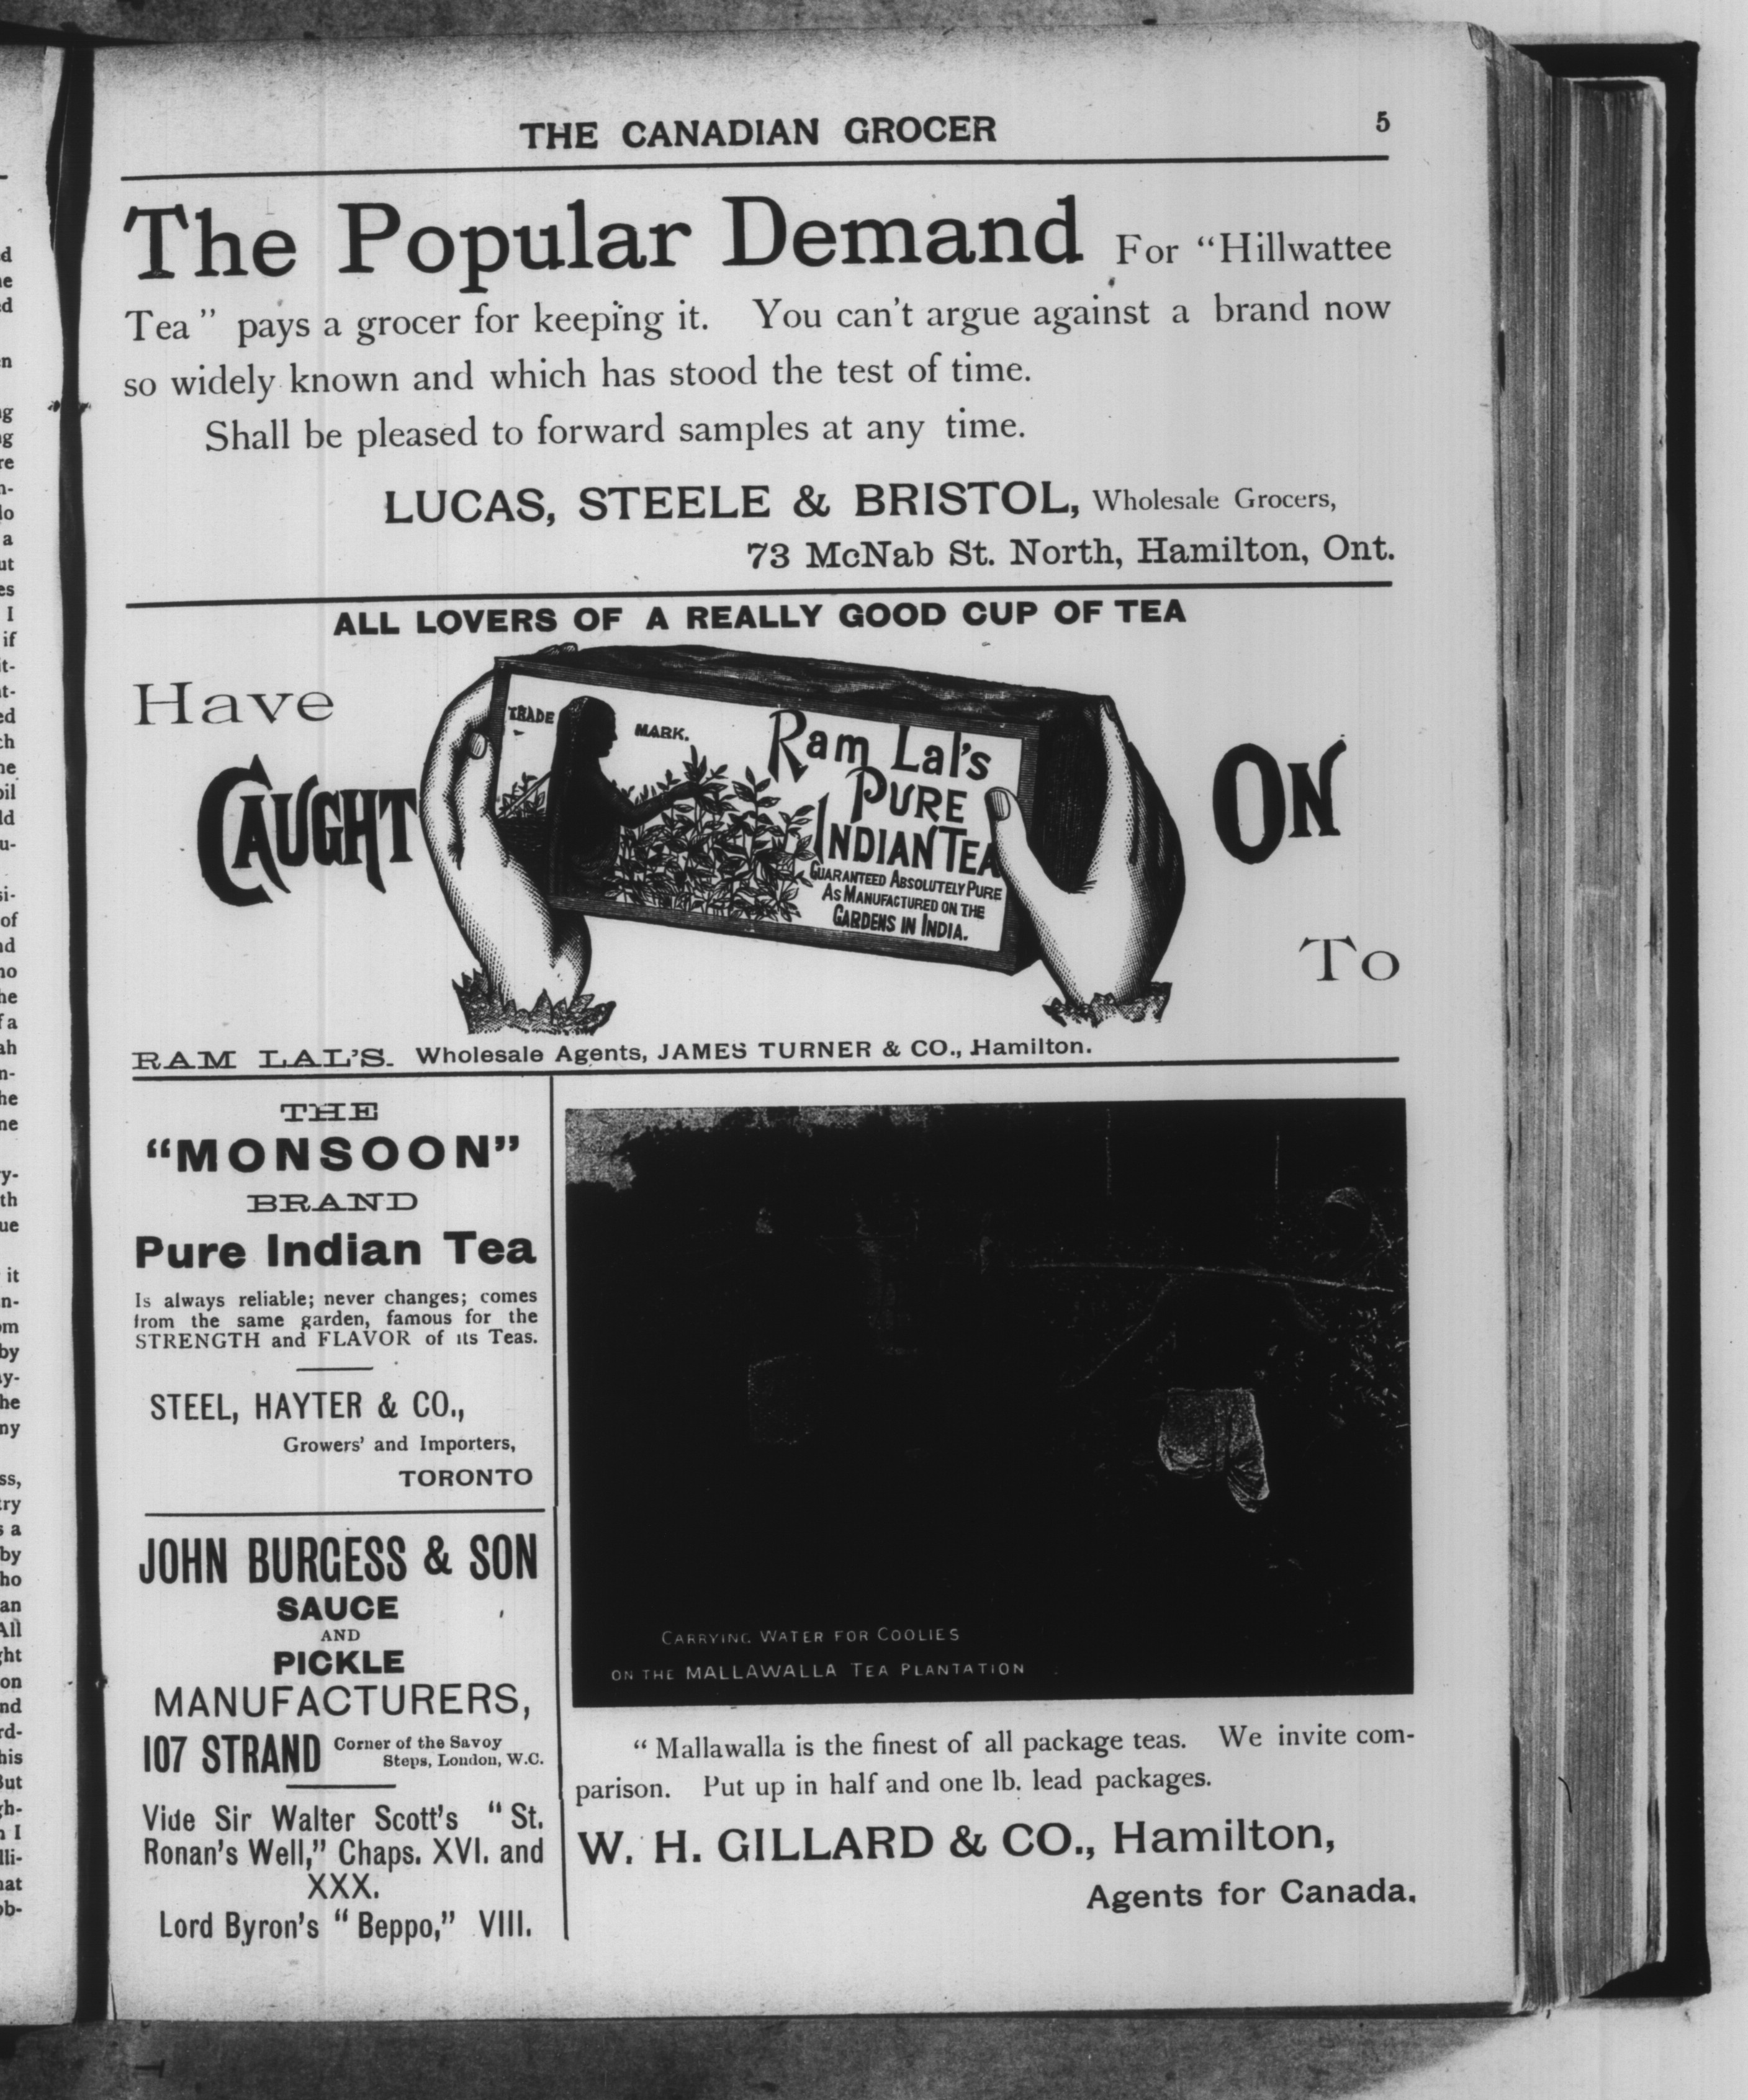 THE CANADIAN GROCER
5
The Popular Demand For "Hillwattee
Tea" pays a grocer for keeping it. You can't argue against a brand now
so widely known and which has stood the test of time.
Shall be pleased to forward samples at any time.
LUCAS, STEELE & BRISTOL, Wholesale Grocers,
73 McNab St. North, Hamilton, Ont.
ALL LOVERS OF A REALLY GOOD CUP OF TEA
Have
CAUGHT
TRADE MARK.
Ram Lal's
PURE
INDIAN TEA
GUARANTEED ABSOLUTELY PURE
AS MANUFACTURED ON THE
GARDENS IN INDIA.
ON
To
RAM LAL'S. Wholesale Agents, JAMES TURNER & CO., Hamilton.
THE
"MONSOON"
BRAND
Pure Indian Tea
Is always reliable; never changes; comes
from the same garden, famous for the
STRENGTH and FLAVOR of its Teas.
STEEL, HAYTER & CO.,
Growers' and Importers,
TORONTO
JOHN BURGESS & SON
SAUCE
AND
PICKLE
MANUFACTURERS,
107 STRAND Corner of the Savoy
Steps, London, W.C.
Vide Sir Walter Scott's "St.
Ronan's Well," Chaps. XVI. and
XXX.
Lord Byron's "Beppo," VIII.
CARRYING WATER FOR COOLIES
ON THE MALLAWALLA TEA PLANTATION
"Mallawalla is the finest of all package teas. We invite com-
parison. Put up in half and one lb. lead packages.
W. H. GILLARD & CO., Hamilton,
Agents for Canada.